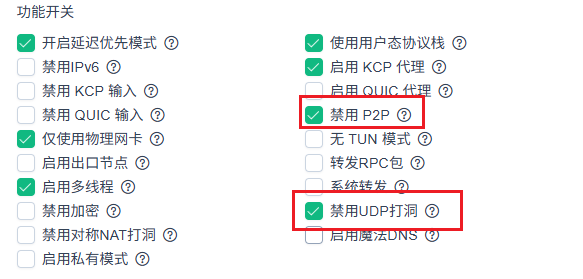 功能开关
开启延迟优先模式
使用用户态协议栈
禁用IPv6
启用 KCP 代理
禁用 KCP 输入
启用 QUIC 代理
禁用 QUIC 输入
禁用 P2P
仅使用物理网卡
无 TUN 模式
启用出口节点
转发RPC包
启用多线程
系统转发
禁用加密
禁用UDP打洞
禁用对称NAT打洞
启用魔法DNS
启用私有模式